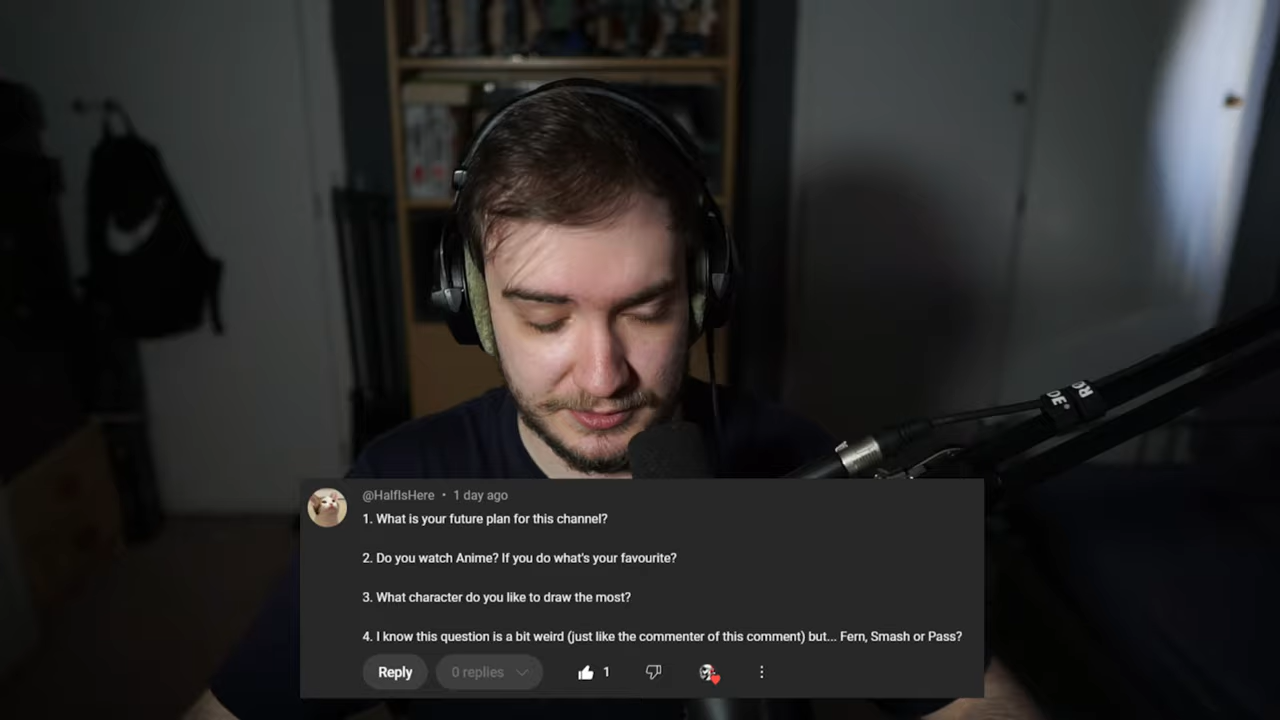 @HalfIsHere • 1 day ago
1. What is your future plan for this channel?
2. Do you watch Anime? If you do what's your favourite?
3. What character do you like to draw the most?
4. I know this question is a bit weird (just like the commenter of this comment) but... Fern, Smash or Pass?
Reply 0 replies 1
RODE